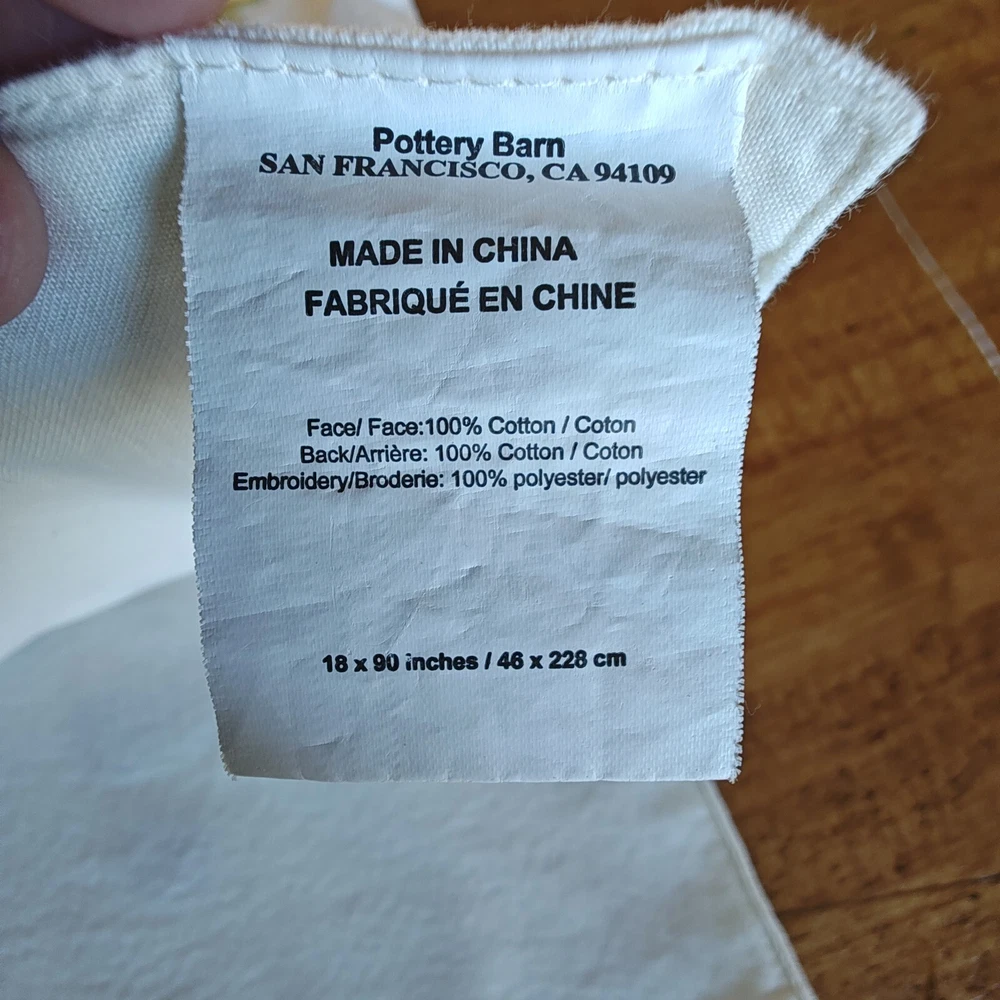 Pottery Barn
SAN FRANCISCO, CA 94109
MADE IN CHINA
FABRIQUÉ EN CHINE
Face/ Face:100% Cotton / Coton
Back/Arrière: 100% Cotton / Coton
Embroidery/Broderie: 100% polyester/ polyester
18 x 90 inches / 46 x 228 cm